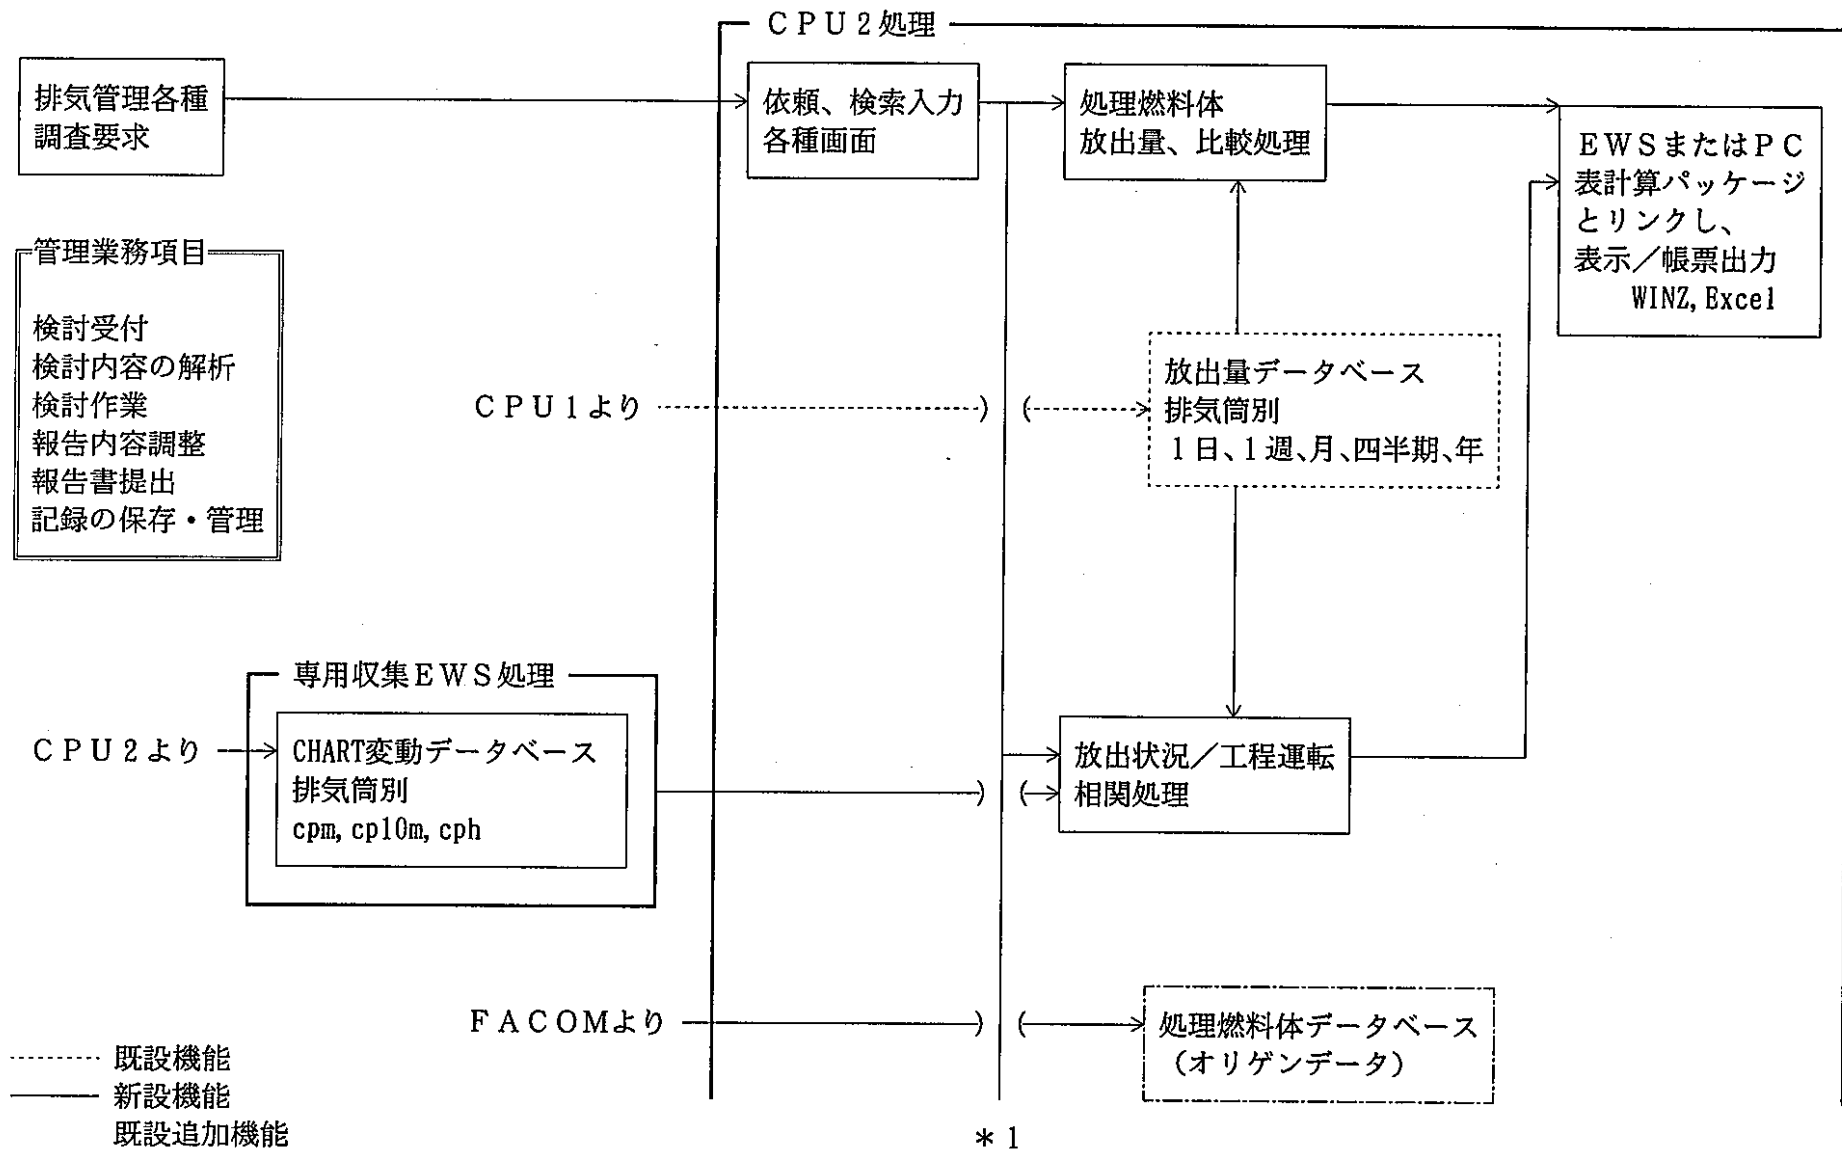 CPU2処理
排気管理各種
調査要求
依頼、検索入力
各種画面
処理燃料体
放出量、比較処理
EWSまたはPC
表計算パッケージ
とリンクし、
表示／帳票出力
WINZ,Excel
管理業務項目
検討受付
検討内容の解析
検討作業
報告内容調整
報告書提出
記録の保存・管理
CPU1より
放出量データベース
排気筒別
1日、1週、月、四半期、年
専用収集EWS処理
CPU2より
CHART変動データベース
排気筒別
cpm,cp10m,cph
放出状況／工程運転
相関処理
FACOMより
処理燃料体データベース
（オリゲンデータ）
既設機能
新設機能
既設追加機能
＊1